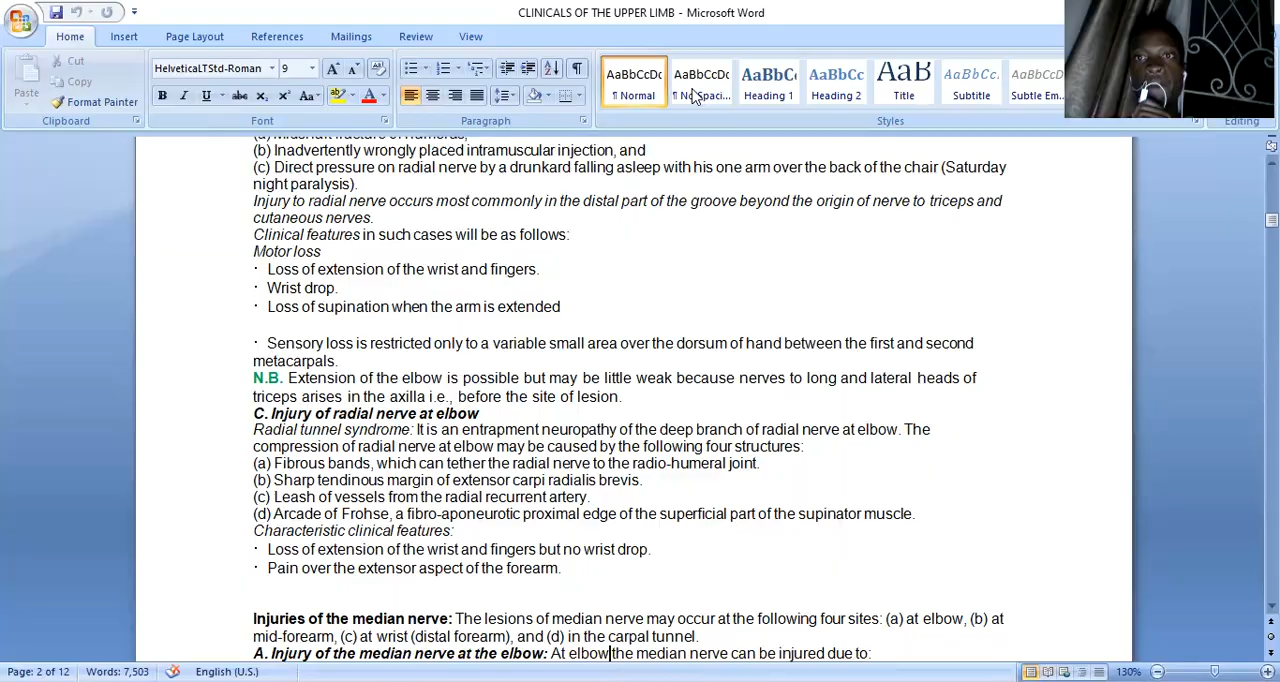 CLINICALS OF THE UPPER LIMB - Microsoft Word
Home Insert Page Layout References Mailings Review View
Paste
Cut
Copy
Format Painter
Clipboard
HelveticaLTStd-Roman 9
B I U abc X₂ X² Aa
Font
Paragraph
AaBbCcDc AaBbCcDc AaBbCc AaBbCc AaB AaBbCc. AaBbCcDc
¶ Normal ¶ No Spaci... Heading 1 Heading 2 Title Subtitle Subtle Em...
Styles
Editing
(b) Inadvertently wrongly placed intramuscular injection, and
(c) Direct pressure on radial nerve by a drunkard falling asleep with his one arm over the back of the chair (Saturday
night paralysis).
Injury to radial nerve occurs most commonly in the distal part of the groove beyond the origin of nerve to triceps and
cutaneous nerves.
Clinical features in such cases will be as follows:
Motor loss
· Loss of extension of the wrist and fingers.
· Wrist drop.
· Loss of supination when the arm is extended
· Sensory loss is restricted only to a variable small area over the dorsum of hand between the first and second
metacarpals.
N.B. Extension of the elbow is possible but may be little weak because nerves to long and lateral heads of
triceps arises in the axilla i.e., before the site of lesion.
C. Injury of radial nerve at elbow
Radial tunnel syndrome: It is an entrapment neuropathy of the deep branch of radial nerve at elbow. The
compression of radial nerve at elbow may be caused by the following four structures:
(a) Fibrous bands, which can tether the radial nerve to the radio-humeral joint.
(b) Sharp tendinous margin of extensor carpi radialis brevis.
(c) Leash of vessels from the radial recurrent artery.
(d) Arcade of Frohse, a fibro-aponeurotic proximal edge of the superficial part of the supinator muscle.
Characteristic clinical features:
· Loss of extension of the wrist and fingers but no wrist drop.
· Pain over the extensor aspect of the forearm.
Injuries of the median nerve: The lesions of median nerve may occur at the following four sites: (a) at elbow, (b) at
mid-forearm, (c) at wrist (distal forearm), and (d) in the carpal tunnel.
A. Injury of the median nerve at the elbow: At elbow the median nerve can be injured due to:
Page: 2 of 12 Words: 7,503 English (U.S.) 130%